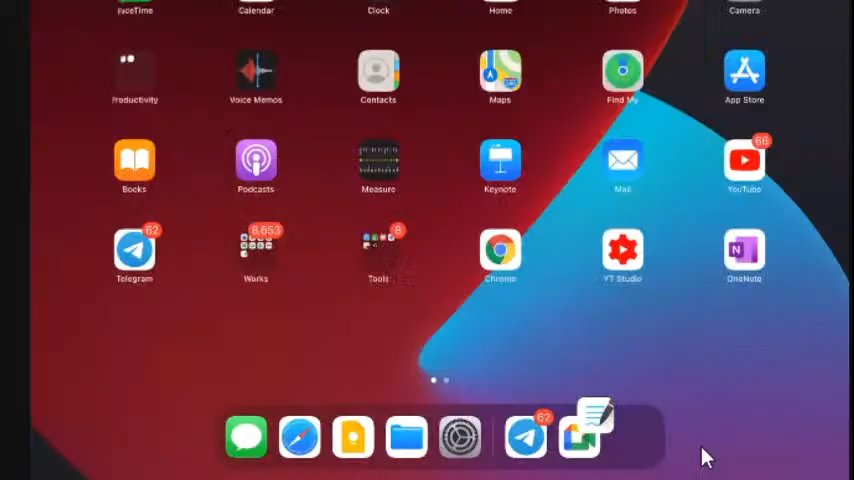 FaceTime Calendar Clock Home Photos Camera
Productivity Voice Memos Contacts Maps Find My App Store
66
Books Podcasts Measure Keynote Mail YouTube
62 8,653 8
Telegram Works Tools Chrome YT Studio OneNote
62